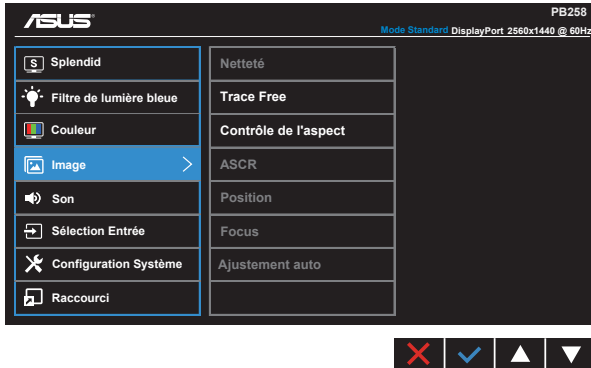 ASUS
PB258
Mode Standard DisplayPort 2560x1440 @ 60Hz
S Splendid
Filtre de lumière bleue
Couleur
Image
Son
Sélection Entrée
Configuration Système
Raccourci
Netteté
Trace Free
Contrôle de l'aspect
ASCR
Position
Focus
Ajustement auto